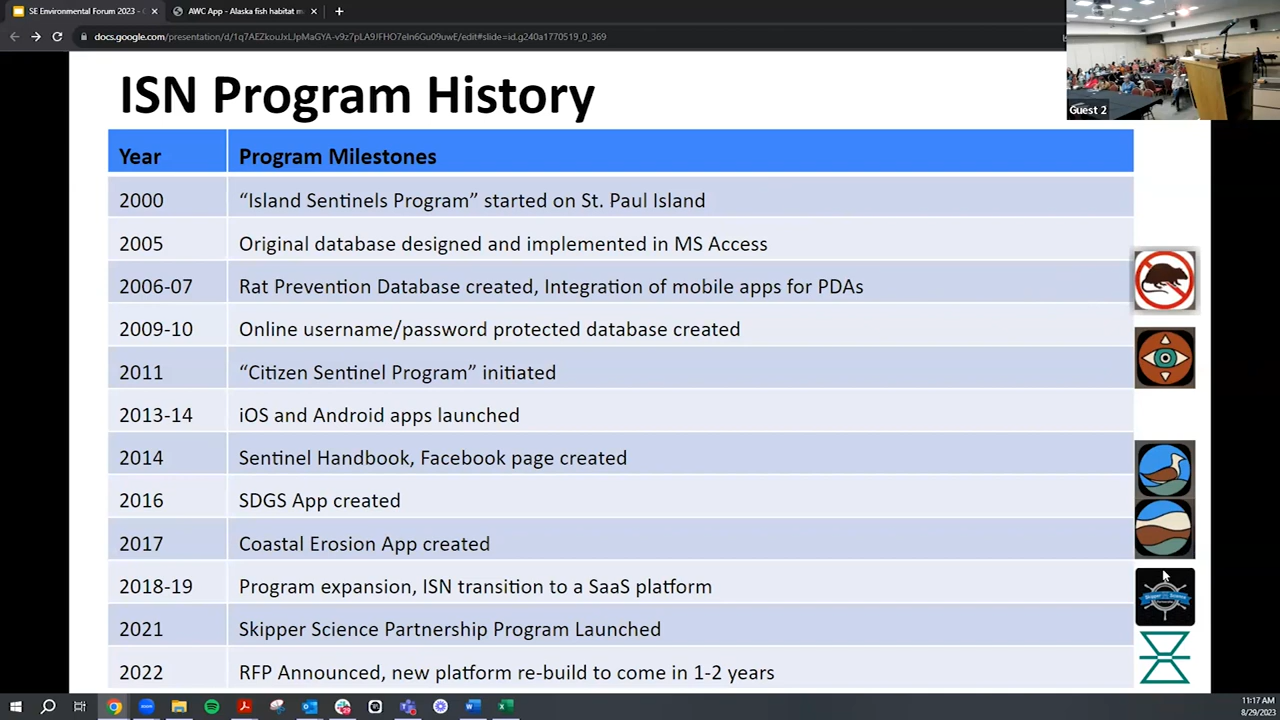 SE Environmental Forum 2023 -
AWC App - Alaska fish habitat m
docs.google.com/presentation/d/
ISN Program History
Year Program Milestones
2000 “Island Sentinels Program” started on St. Paul Island
2005 Original database designed and implemented in MS Access
2006-07 Rat Prevention Database created, Integration of mobile apps for PDAs
2009-10 Online username/password protected database created
2011 “Citizen Sentinel Program” initiated
2013-14 iOS and Android apps launched
2014 Sentinel Handbook, Facebook page created
2016 SDGS App created
2017 Coastal Erosion App created
2018-19 Program expansion, ISN transition to a SaaS platform
2021 Skipper Science Partnership Program Launched
2022 RFP Announced, new platform re-build to come in 1-2 years
Guest 2
Skipper Science
11:17 AM
8/29/2023